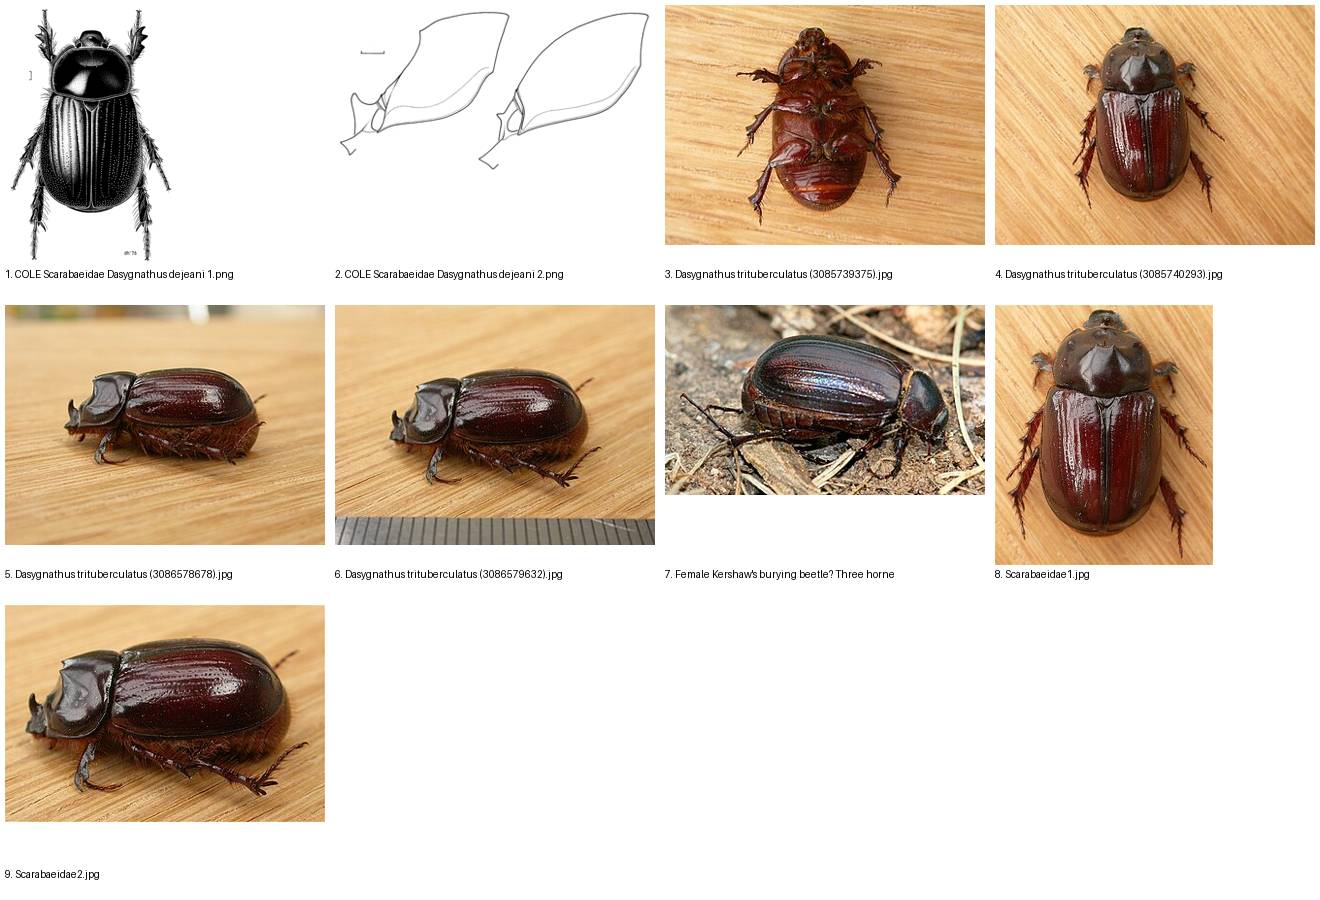 1. COLE Scarabaeidae Dasygnathus dejeani 1.png
2. COLE Scarabaeidae Dasygnathus dejeani 2.png
3. Dasygnathus trituberculatus (3085739375).jpg
4. Dasygnathus trituberculatus (3085740293).jpg
5. Dasygnathus trituberculatus (3086578678).jpg
6. Dasygnathus trituberculatus (3086579632).jpg
7. Female Kershaw's burying beetle? Three horne
8. Scarabaeidae1.jpg
9. Scarabaeidae2.jpg